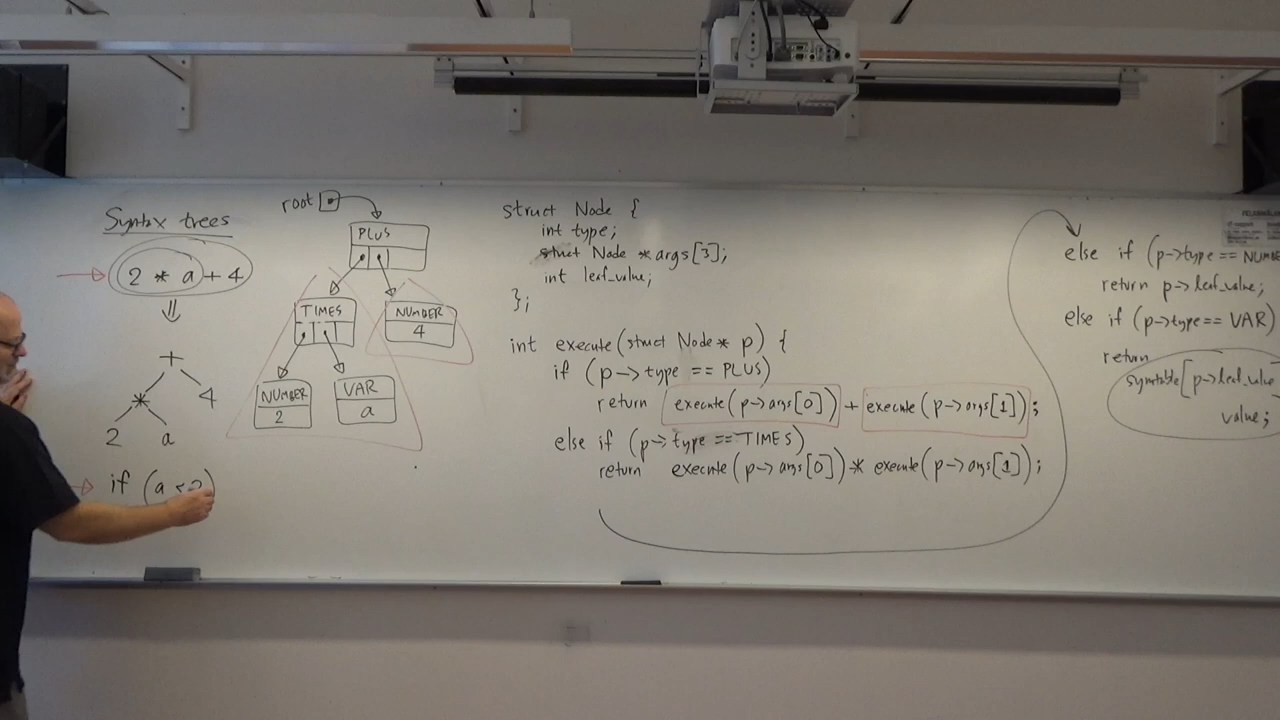 Syntax trees
2 * a + 4
+
* 4
2 a
if (a < 2)
root
PLUS
TIMES
NUMBER
4
NUMBER
2
VAR
a
struct Node {
int type;
struct Node *args[3];
int leaf_value;
};
int execute(struct Node* p) {
if (p->type == PLUS)
return execute(p->args[0]) + execute(p->args[1]);
else if (p->type == TIMES)
return execute(p->args[0]) * execute(p->args[1]);
else if (p->type == NUMBE
return p->leaf_value;
else if (p->type == VAR)
return
symtable[p->leaf_value
value;